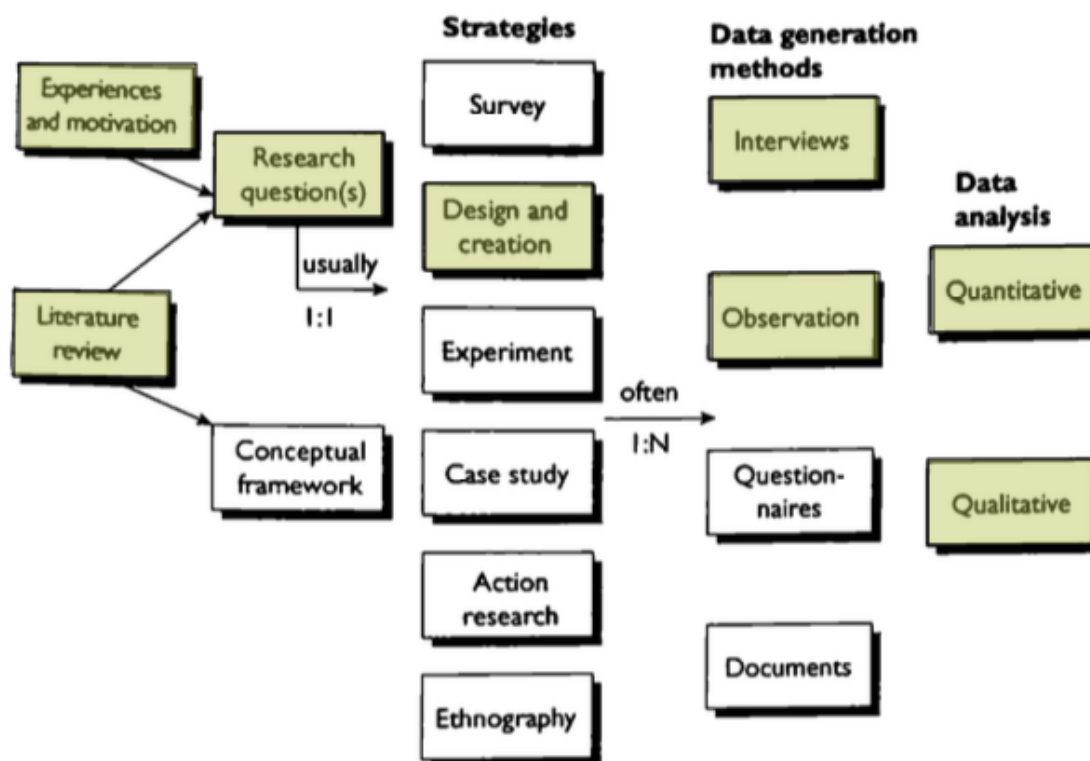 Experiences
and motivation
Literature
review
Research
question(s)
usually
1:1
Conceptual
framework
Strategies
Survey
Design and
creation
Experiment
Case study
Action
research
Ethnography
often
1:N
Data generation
methods
Interviews
Observation
Question-
naires
Documents
Data
analysis
Quantitative
Qualitative